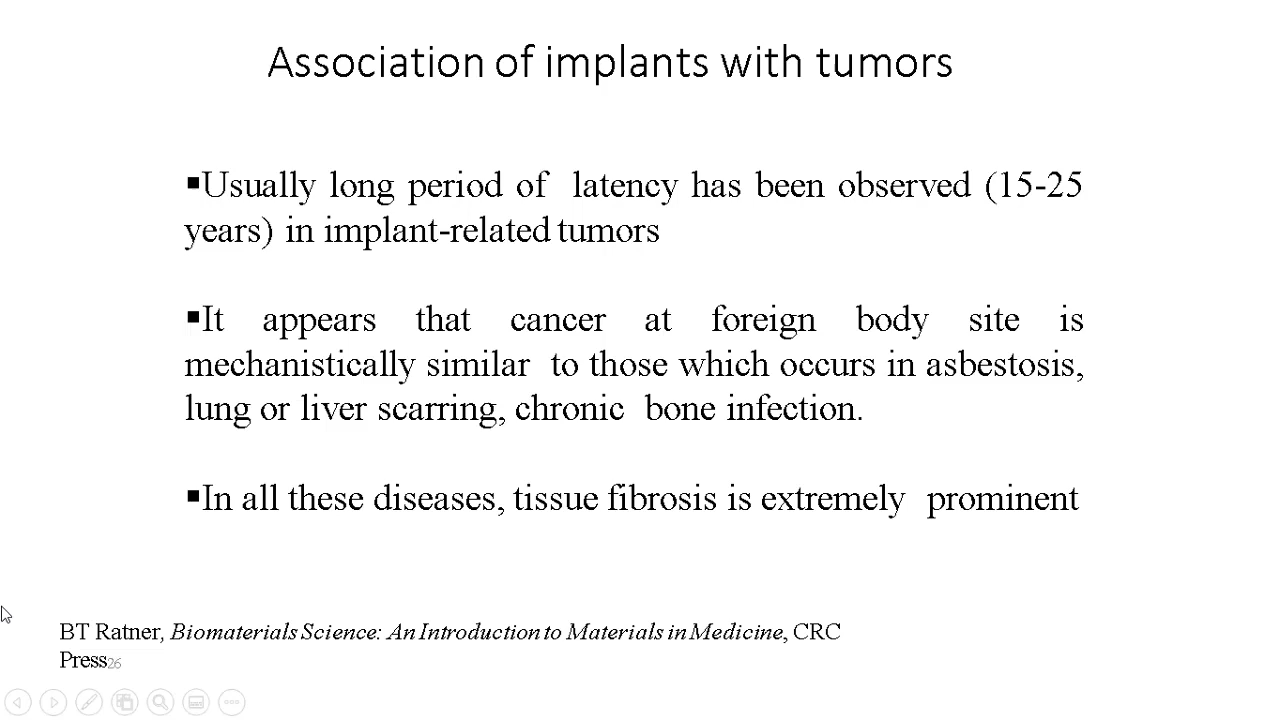 Association of implants with tumors
▪Usually long period of latency has been observed (15-25
years) in implant-related tumors
▪It appears that cancer at foreign body site is
mechanistically similar to those which occurs in asbestosis,
lung or liver scarring, chronic bone infection.
▪In all these diseases, tissue fibrosis is extremely prominent
BT Ratner, Biomaterials Science: An Introduction to Materials in Medicine, CRC
Press26